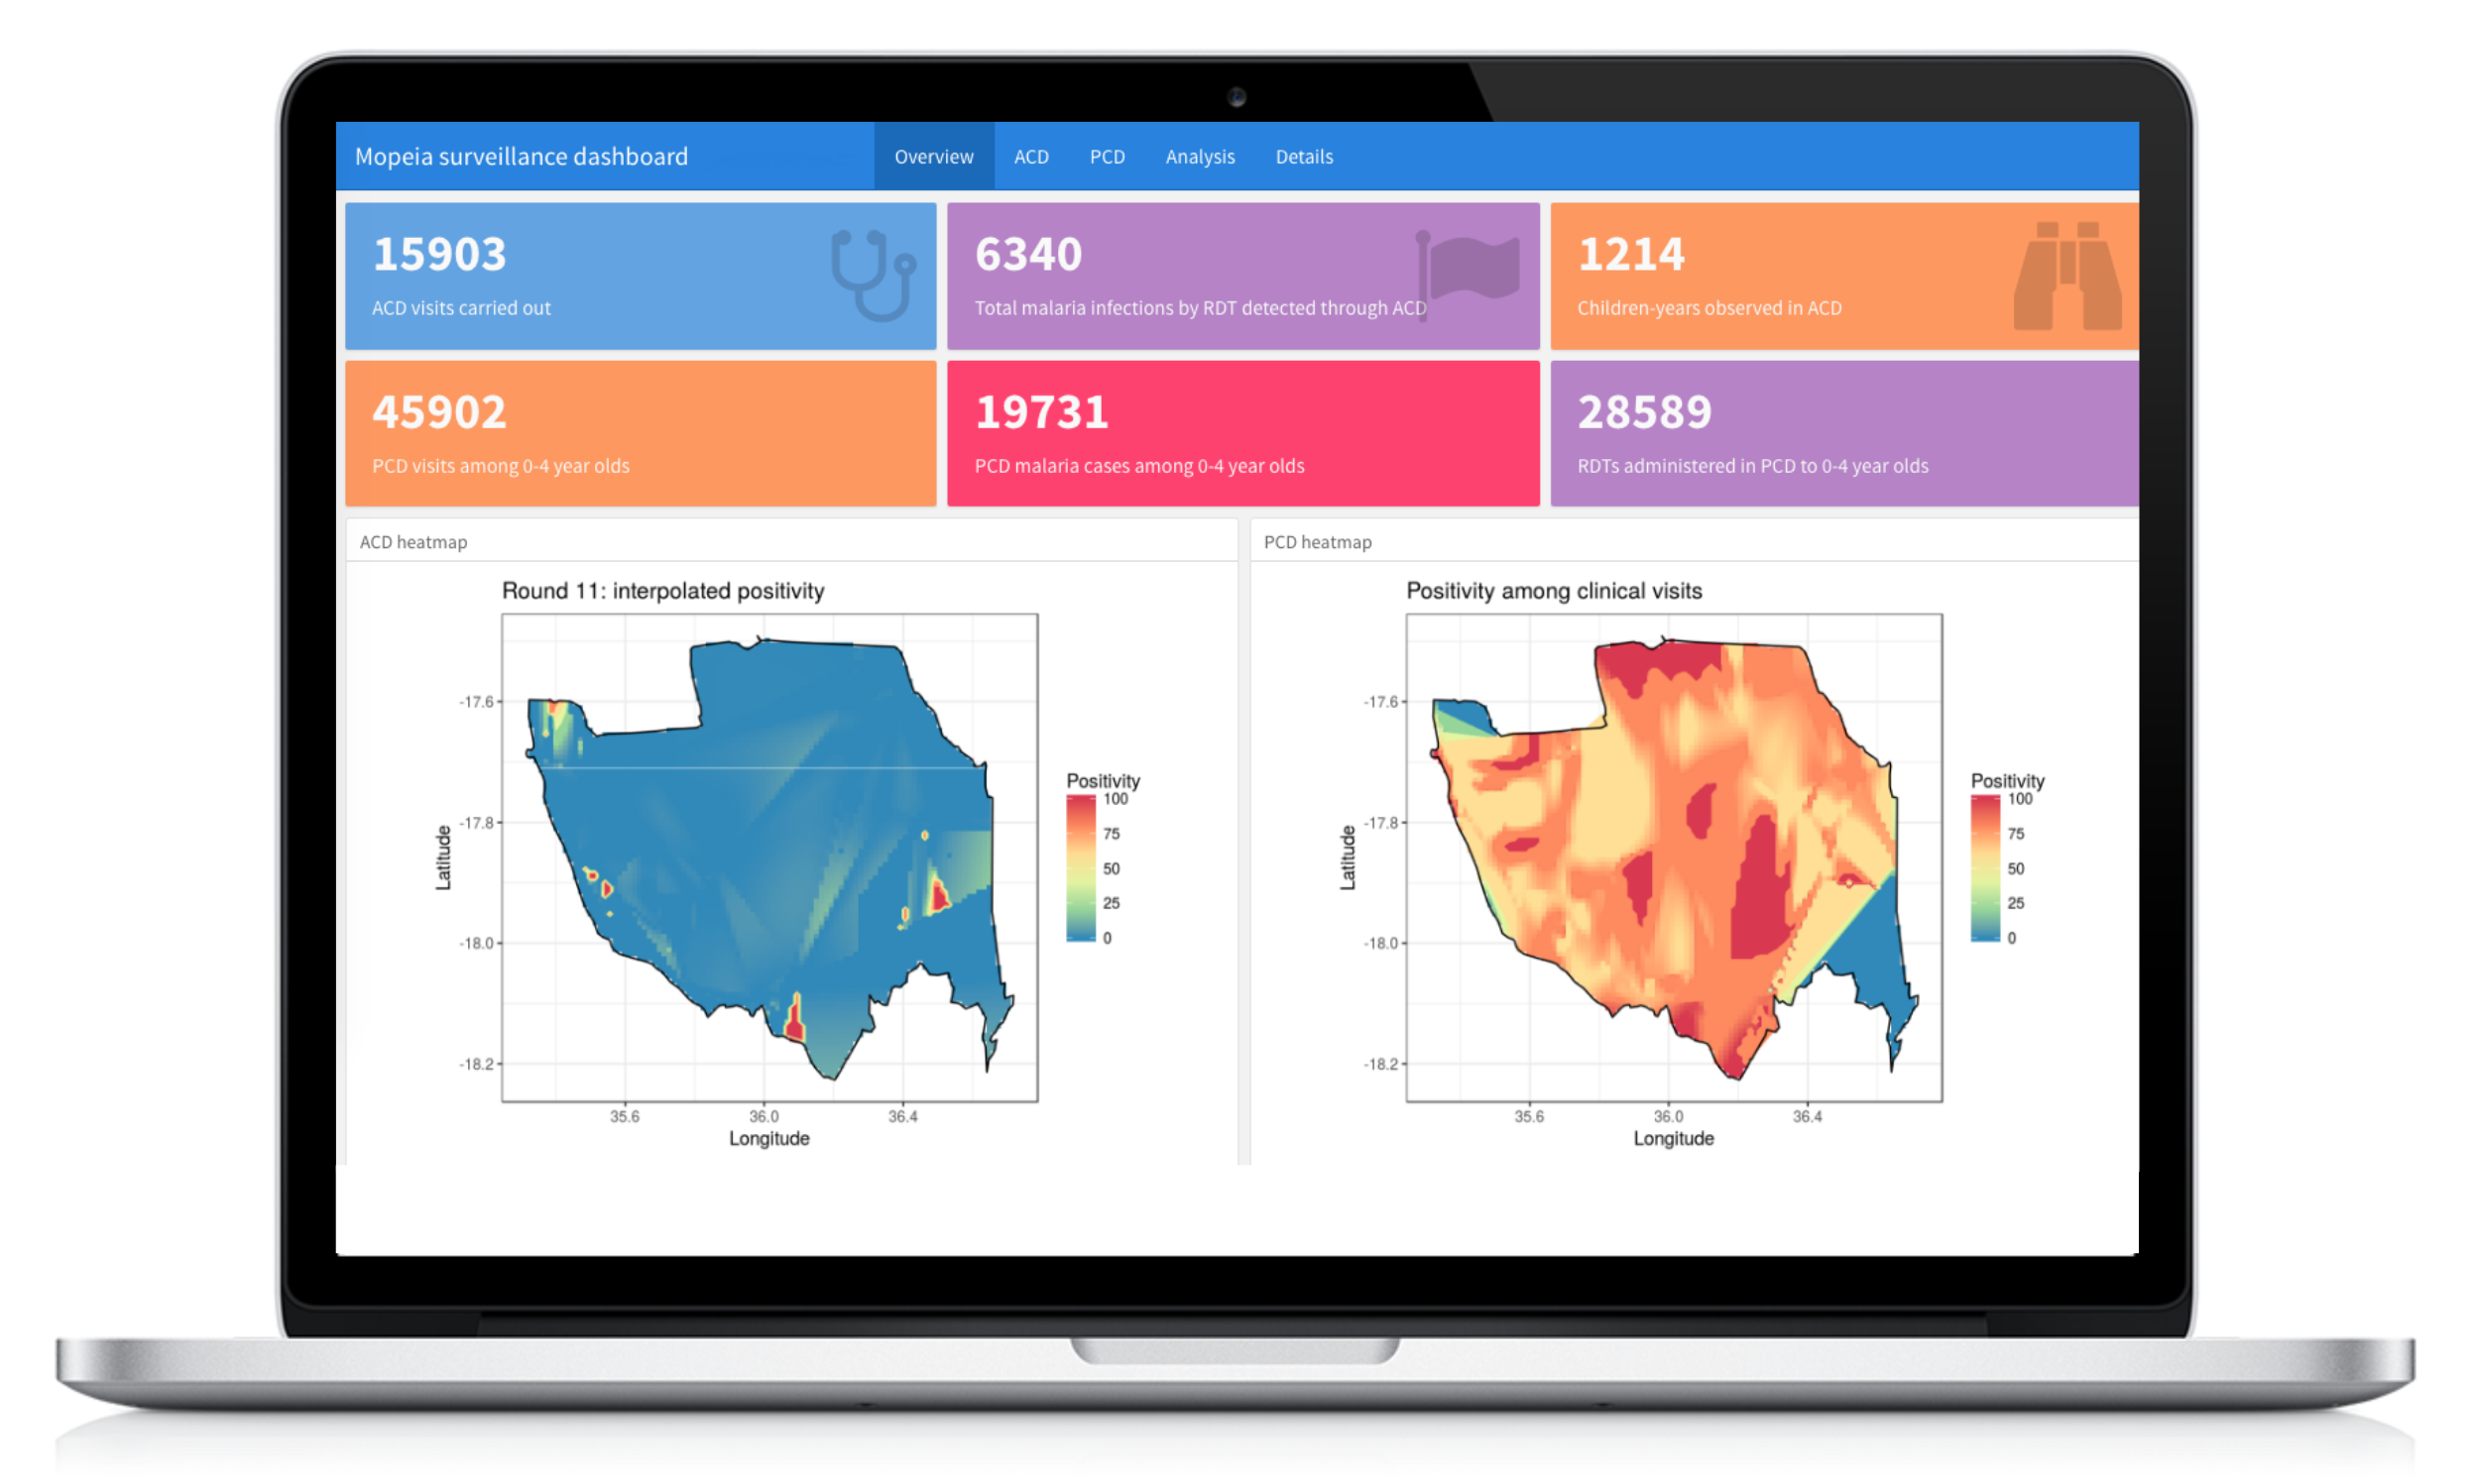 Mopeia surveillance dashboard
Overview ACD PCD Analysis Details
15903
ACD visits carried out
6340
Total malaria infections by RDT detected through ACD
1214
Children-years observed in ACD
45902
PCD visits among 0-4 year olds
19731
PCD malaria cases among 0-4 year olds
28589
RDTs administered in PCD to 0-4 year olds
ACD heatmap
Round 11: interpolated positivity
Latitude
-17.6
-17.8
-18.0
-18.2
35.6 36.0 36.4
Longitude
Positivity
100
75
50
25
0
PCD heatmap
Positivity among clinical visits
Latitude
-17.6
-17.8
-18.0
-18.2
35.6 36.0 36.4
Longitude
Positivity
100
75
50
25
0